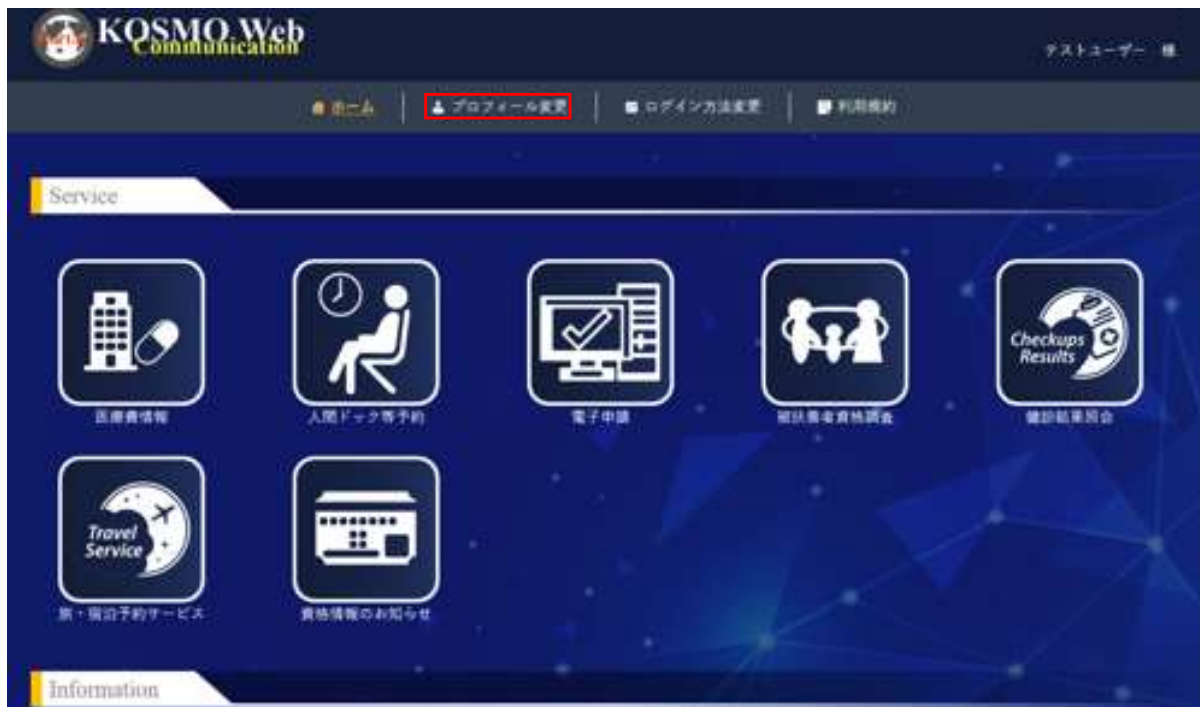 KOSMO Web
Communication
テストユーザー 様
ホーム
プロフィール変更
ログイン方法変更
利用規約
Service
Checkups
Results
医療費情報
人間ドック等予約
電子申請
被扶養者資格調査
健診結果照会
Travel
Service
旅・宿泊予約サービス
資格情報のお知らせ
Information